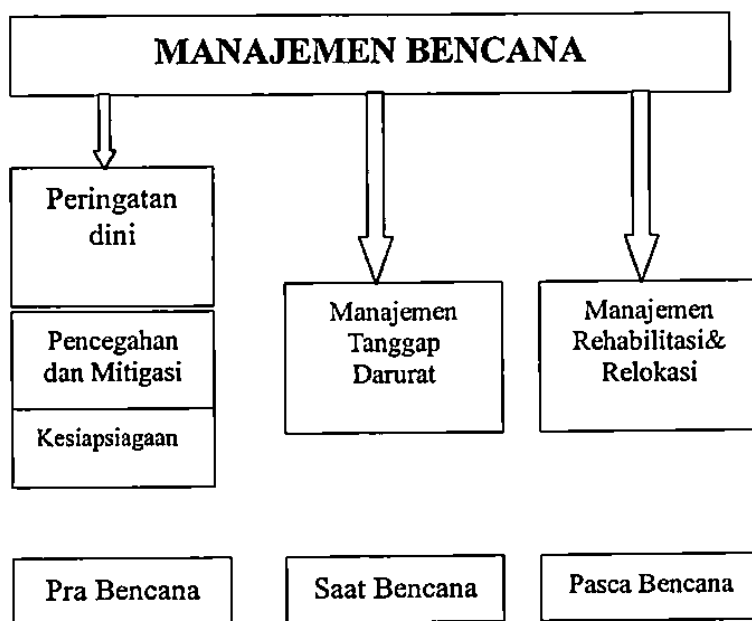 MANAJEMEN BENCANA
Peringatan
dini
Pencegahan
dan Mitigasi
Kesiapsiagaan
Manajemen
Tanggap
Darurat
Manajemen
Rehabilitasi&
Relokasi
Pra Bencana
Saat Bencana
Pasca Bencana